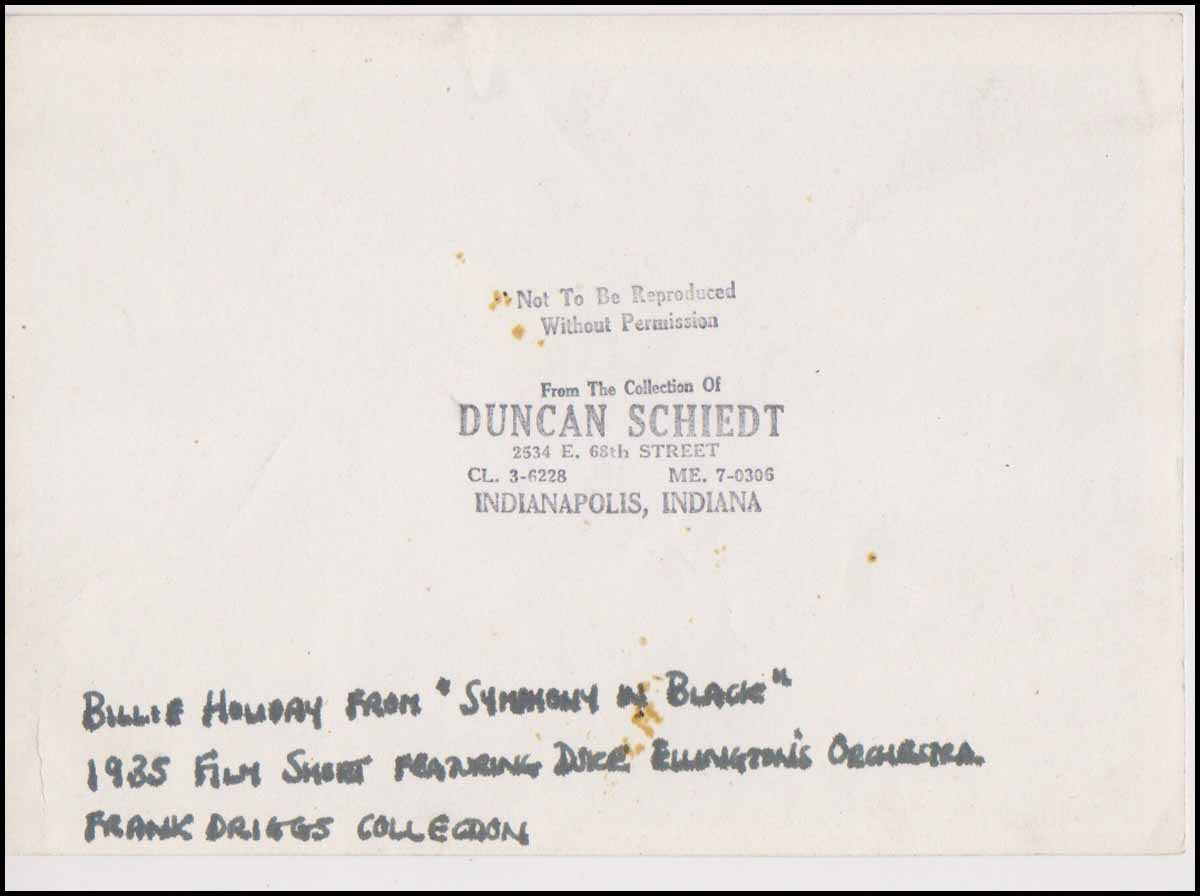 Not To Be Reproduced
Without Permission
From The Collection Of
DUNCAN SCHIEDT
2534 E. 68th STREET
CL. 3-6228 ME. 7-0306
INDIANAPOLIS, INDIANA
BILLIE HOLIDAY FROM "SYMPHONY IN BLACK"
1935 FILM SHORT FEATURING DUKE ELLINGTON'S ORCHESTRA.
FRANK DRIGGS COLLECTION